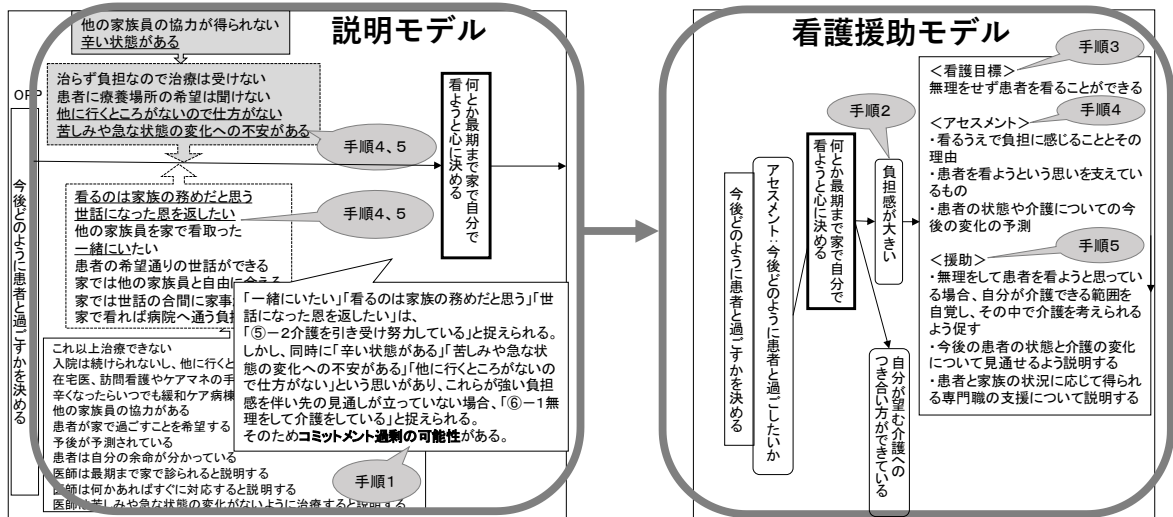 説明モデル
他の家族員の協力が得られない
辛い状態がある
治らず負担なので治療は受けない
患者に療養場所の希望は聞けない
他に行くところがないので仕方がない
苦しみや急な状態の変化への不安がある
手順4、5
何とか最期まで家で自分で
看ようと心に決める
今後どのように患者と過ごすかを決める
看るのは家族の務めだと思う
世話になった恩を返したい
他の家族員を家で看取った
一緒にいたい
患者の希望通りの世話ができる
家では他の家族員と自由に会える
家では世話の合間に家事
家で看れば病院へ通う負担
手順4、5
「一緒にいたい」「看るのは家族の務めだと思う」「世
話になった恩を返したい」は、
「⑤－2介護を引き受け努力している」と捉えられる。
しかし、同時に「辛い状態がある」「苦しみや急な状
態の変化への不安がある」「他に行くところがないの
で仕方がない」という思いがあり、これらが強い負担
感を伴い先の見通しが立っていない場合、「⑥－1無
理をして介護をしている」と捉えられる。
そのためコミットメント過剰の可能性がある。
手順1
これ以上治療できない
入院は続けられないし、他に行くと
在宅医、訪問看護やケアマネの手
辛くなったらいつでも緩和ケア病棟
他の家族員の協力がある
患者が家で過ごすことを希望する
予後が予測されている
患者は自分の余命が分かっている
医師は最期まで家で診られると説明する
医師は何かあればすぐに対応すると説明する
医師は苦しみや急な状態の変化がないように治療すると説明する
看護援助モデル
今後どのように患者と過ごすかを決める
アセスメント：今後どのように患者と過ごしたいか
何とか最期まで家で自分で
看ようと心に決める
手順2
負担感が大きい
自分が望む介護への
つき合い方ができている
手順3
＜看護目標＞
無理をせず患者を看ることができる
手順4
＜アセスメント＞
・看るうえで負担に感じることとその
理由
・患者を看ようという思いを支えてい
るもの
・患者の状態や介護についての今
後の変化の予測
手順5
＜援助＞
・無理をして患者を看ようと思ってい
る場合、自分が介護できる範囲を
自覚し、その中で介護を考えられる
よう促す
・今後の患者の状態と介護の変化
について見通せるよう説明する
・患者と家族の状況に応じて得られ
る専門職の支援について説明する